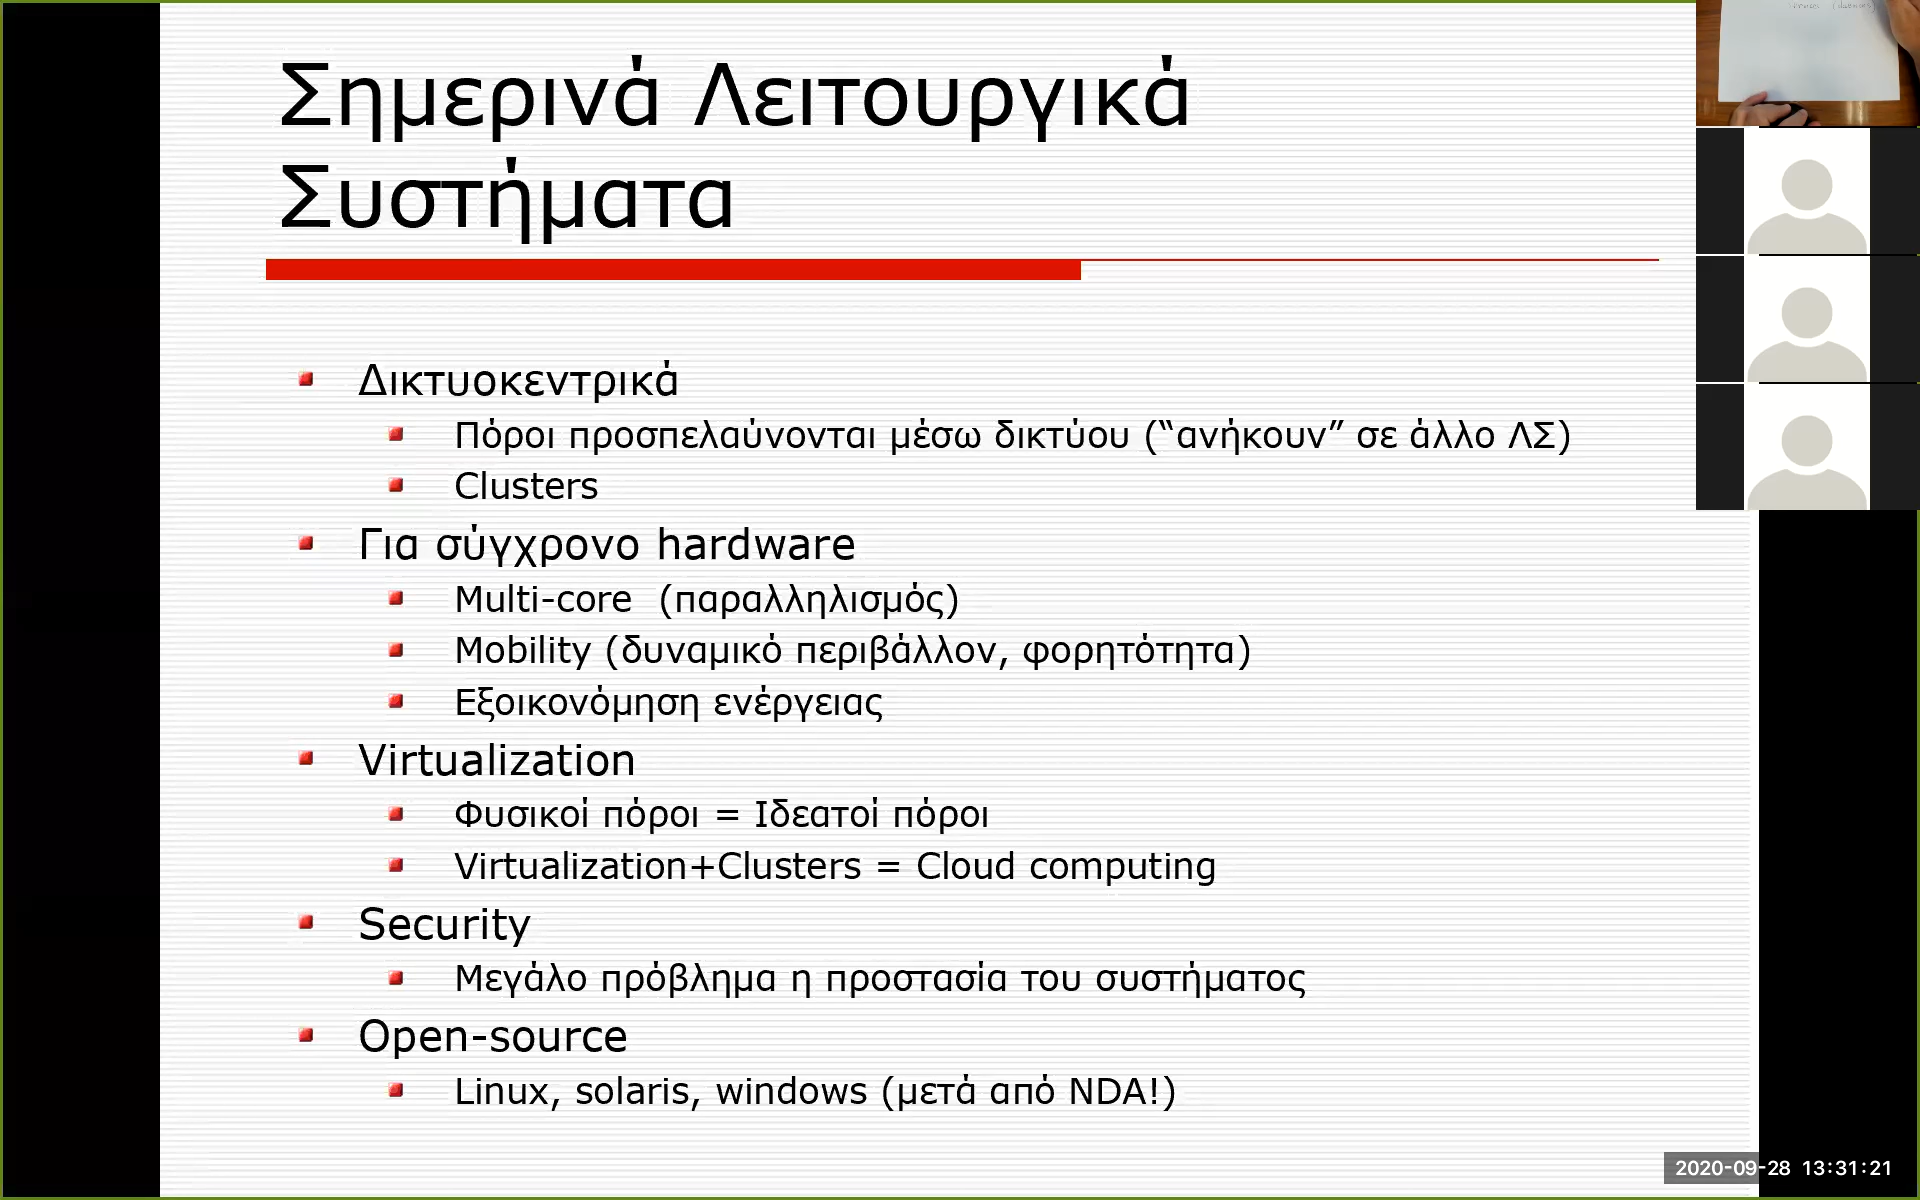 Σημερινά Λειτουργικά
Συστήματα
Δικτυοκεντρικά
Πόροι προσπελαύνονται μέσω δικτύου (“ανήκουν” σε άλλο ΛΣ)
Clusters
Για σύγχρονο hardware
Multi-core (παραλληλισμός)
Mobility (δυναμικό περιβάλλον, φορητότητα)
Εξοικονόμηση ενέργειας
Virtualization
Φυσικοί πόροι = Ιδεατοί πόροι
Virtualization+Clusters = Cloud computing
Security
Μεγάλο πρόβλημα η προστασία του συστήματος
Open-source
Linux, solaris, windows (μετά από NDA!)
2020-09-28 13:31:21